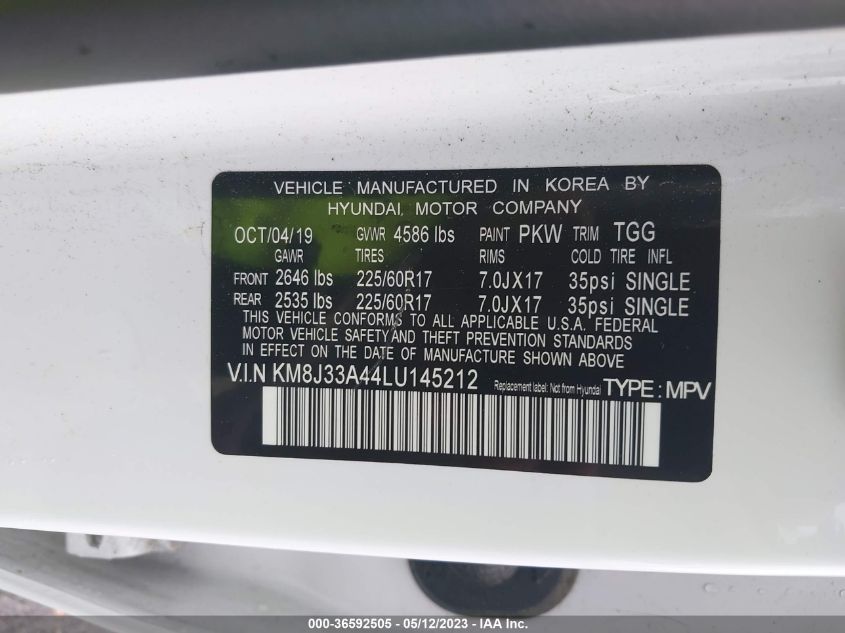 VEHICLE MANUFACTURED IN KOREA BY
HYUNDAI MOTOR COMPANY
OCT/04/19 GVWR 4586 lbs PAINT PKW TRIM TGG
GAWR TIRES RIMS COLD TIRE INFL
FRONT 2646 lbs 225/60R17 7.0JX17 35psi SINGLE
REAR 2535 lbs 225/60R17 7.0JX17 35psi SINGLE
THIS VEHICLE CONFORMS TO ALL APPLICABLE U.S.A. FEDERAL
MOTOR VEHICLE SAFETY AND THEFT PREVENTION STANDARDS
IN EFFECT ON THE DATE OF MANUFACTURE SHOWN ABOVE
V.I.N KM8J33A44LU145212 Replacement label: Not from Hyundai TYPE : MPV
000-36592505 - 05/12/2023 - IAA Inc.